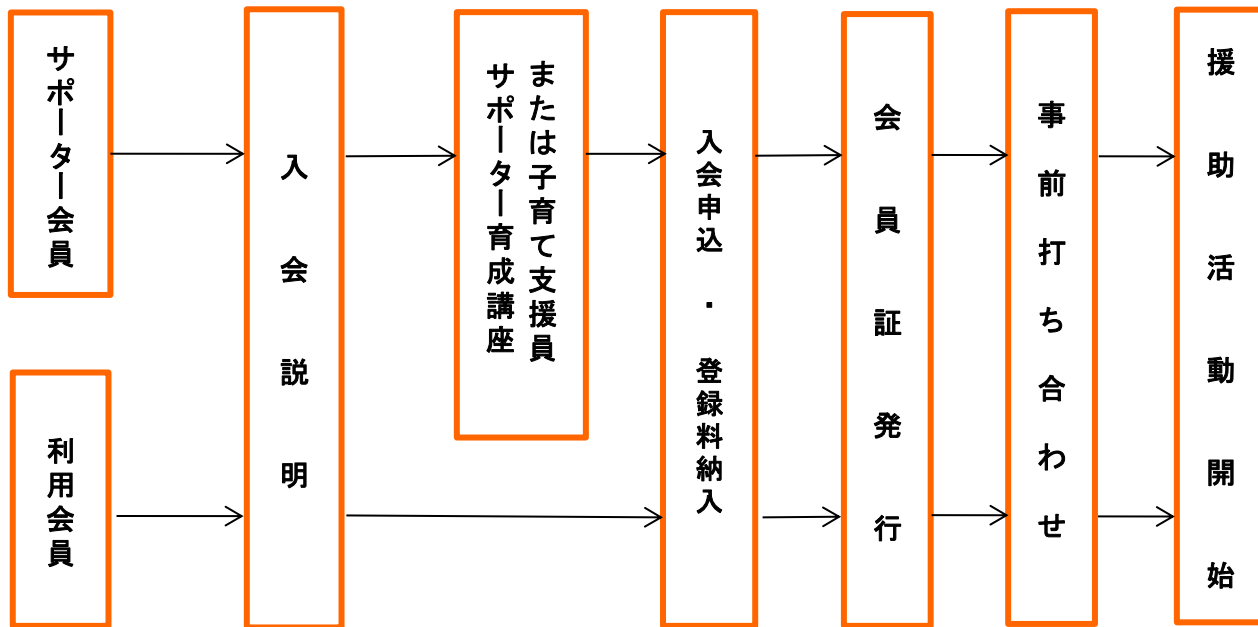 サポーター会員
利用会員
入会説明
または子育て支援員
サポーター育成講座
入会申込・登録料納入
会員証発行
事前打ち合わせ
援助活動開始